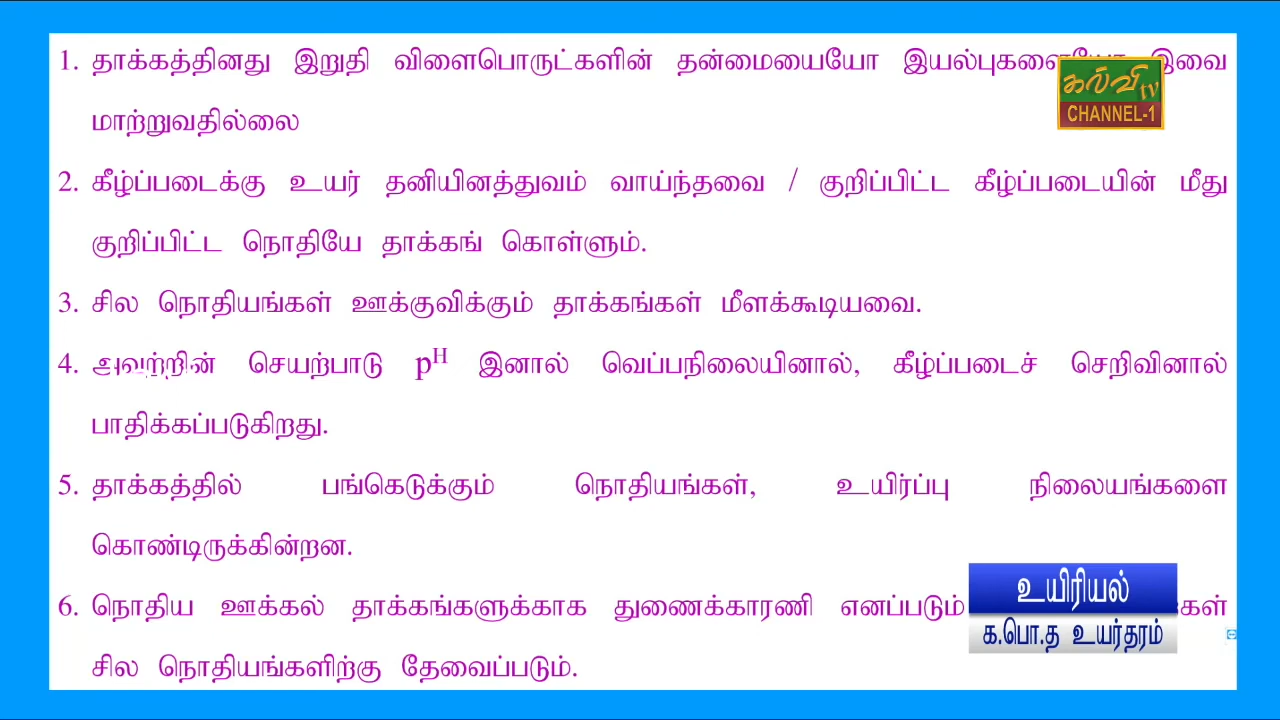 1. தாக்கத்தினது இறுதி விளைபொருட்களின் தன்மையையோ இவை
கல்வி tv
CHANNEL-1
மாற்றுவதில்லை
2. கீழ்ப்படைக்கு உயர் தனியினத்துவம் வாய்ந்தவை / குறிப்பிட்ட கீழ்ப்படையின் மீது
குறிப்பிட்ட நொதியே தாக்கங் கொள்ளும்.
3. சில நொதியங்கள் ஊக்குவிக்கும் தாக்கங்கள் மீளக்கூடியவை.
4. அவற்றின் செயற்பாடு pH இனால் வெப்பநிலையினால், கீழ்ப்படைச் செறிவினால்
பாதிக்கப்படுகிறது.
5. தாக்கத்தில் பங்கெடுக்கும் நொதியங்கள், உயிர்ப்பு நிலையங்களை
கொண்டிருக்கின்றன.
6. நொதிய ஊக்கல் தாக்கங்களுக்காக துணைக்காரணி எனப்படும்
சில நொதியங்களிற்கு தேவைப்படும்.
உயிரியல்
க.பொ.த உயர்தரம்